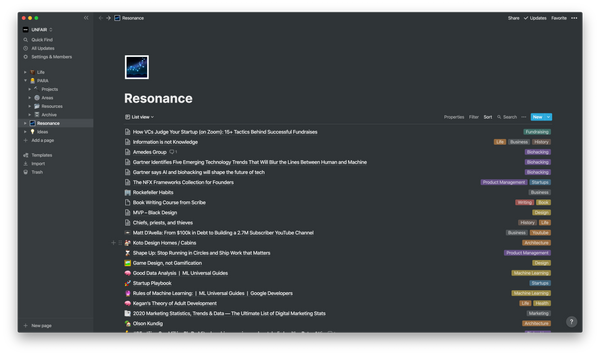 Resonance
Share
Updates
Favorite
UNFAIR
Quick Find
All Updates
Settings & Members
Life
PARA
Projects
Areas
Resources
Archive
Resonance
Ideas
Add a page
Templates
Import
Trash
New page
Resonance
List view
Properties
Filter
Sort
Search
New
How VCs Judge Your Startup (on Zoom): 15+ Tactics Behind Successful Fundraises Fundraising
Information is not Knowledge Life Business History
Amedes Group 1 Biohacking
Gartner Identifies Five Emerging Technology Trends That Will Blur the Lines Between Human and Machine Biohacking
Gartner says AI and biohacking will shape the future of tech Biohacking
The NFX Frameworks Collection for Founders Product Management Startups
Rockefeller Habits Business
Book Writing Course from Scribe Writing Book
MVP – Black Design Design
Chiefs, priests, and thieves History Life
Matt D'Avella: From $100k in Debt to Building a 2.7M Subscriber YouTube Channel Business Youtube
Koto Design Homes / Cabins Architecture
Shape Up: Stop Running in Circles and Ship Work that Matters Product Management
Game Design, not Gamification Design
Good Data Analysis | ML Universal Guides Machine Learning
Startup Playbook Startups
Rules of Machine Learning: | ML Universal Guides | Google Developers Machine Learning
Kegan's Theory of Adult Development Life Health
2020 Marketing Statistics, Trends & Data — The Ultimate List of Digital Marketing Stats Marketing
Olson Kundig Architecture